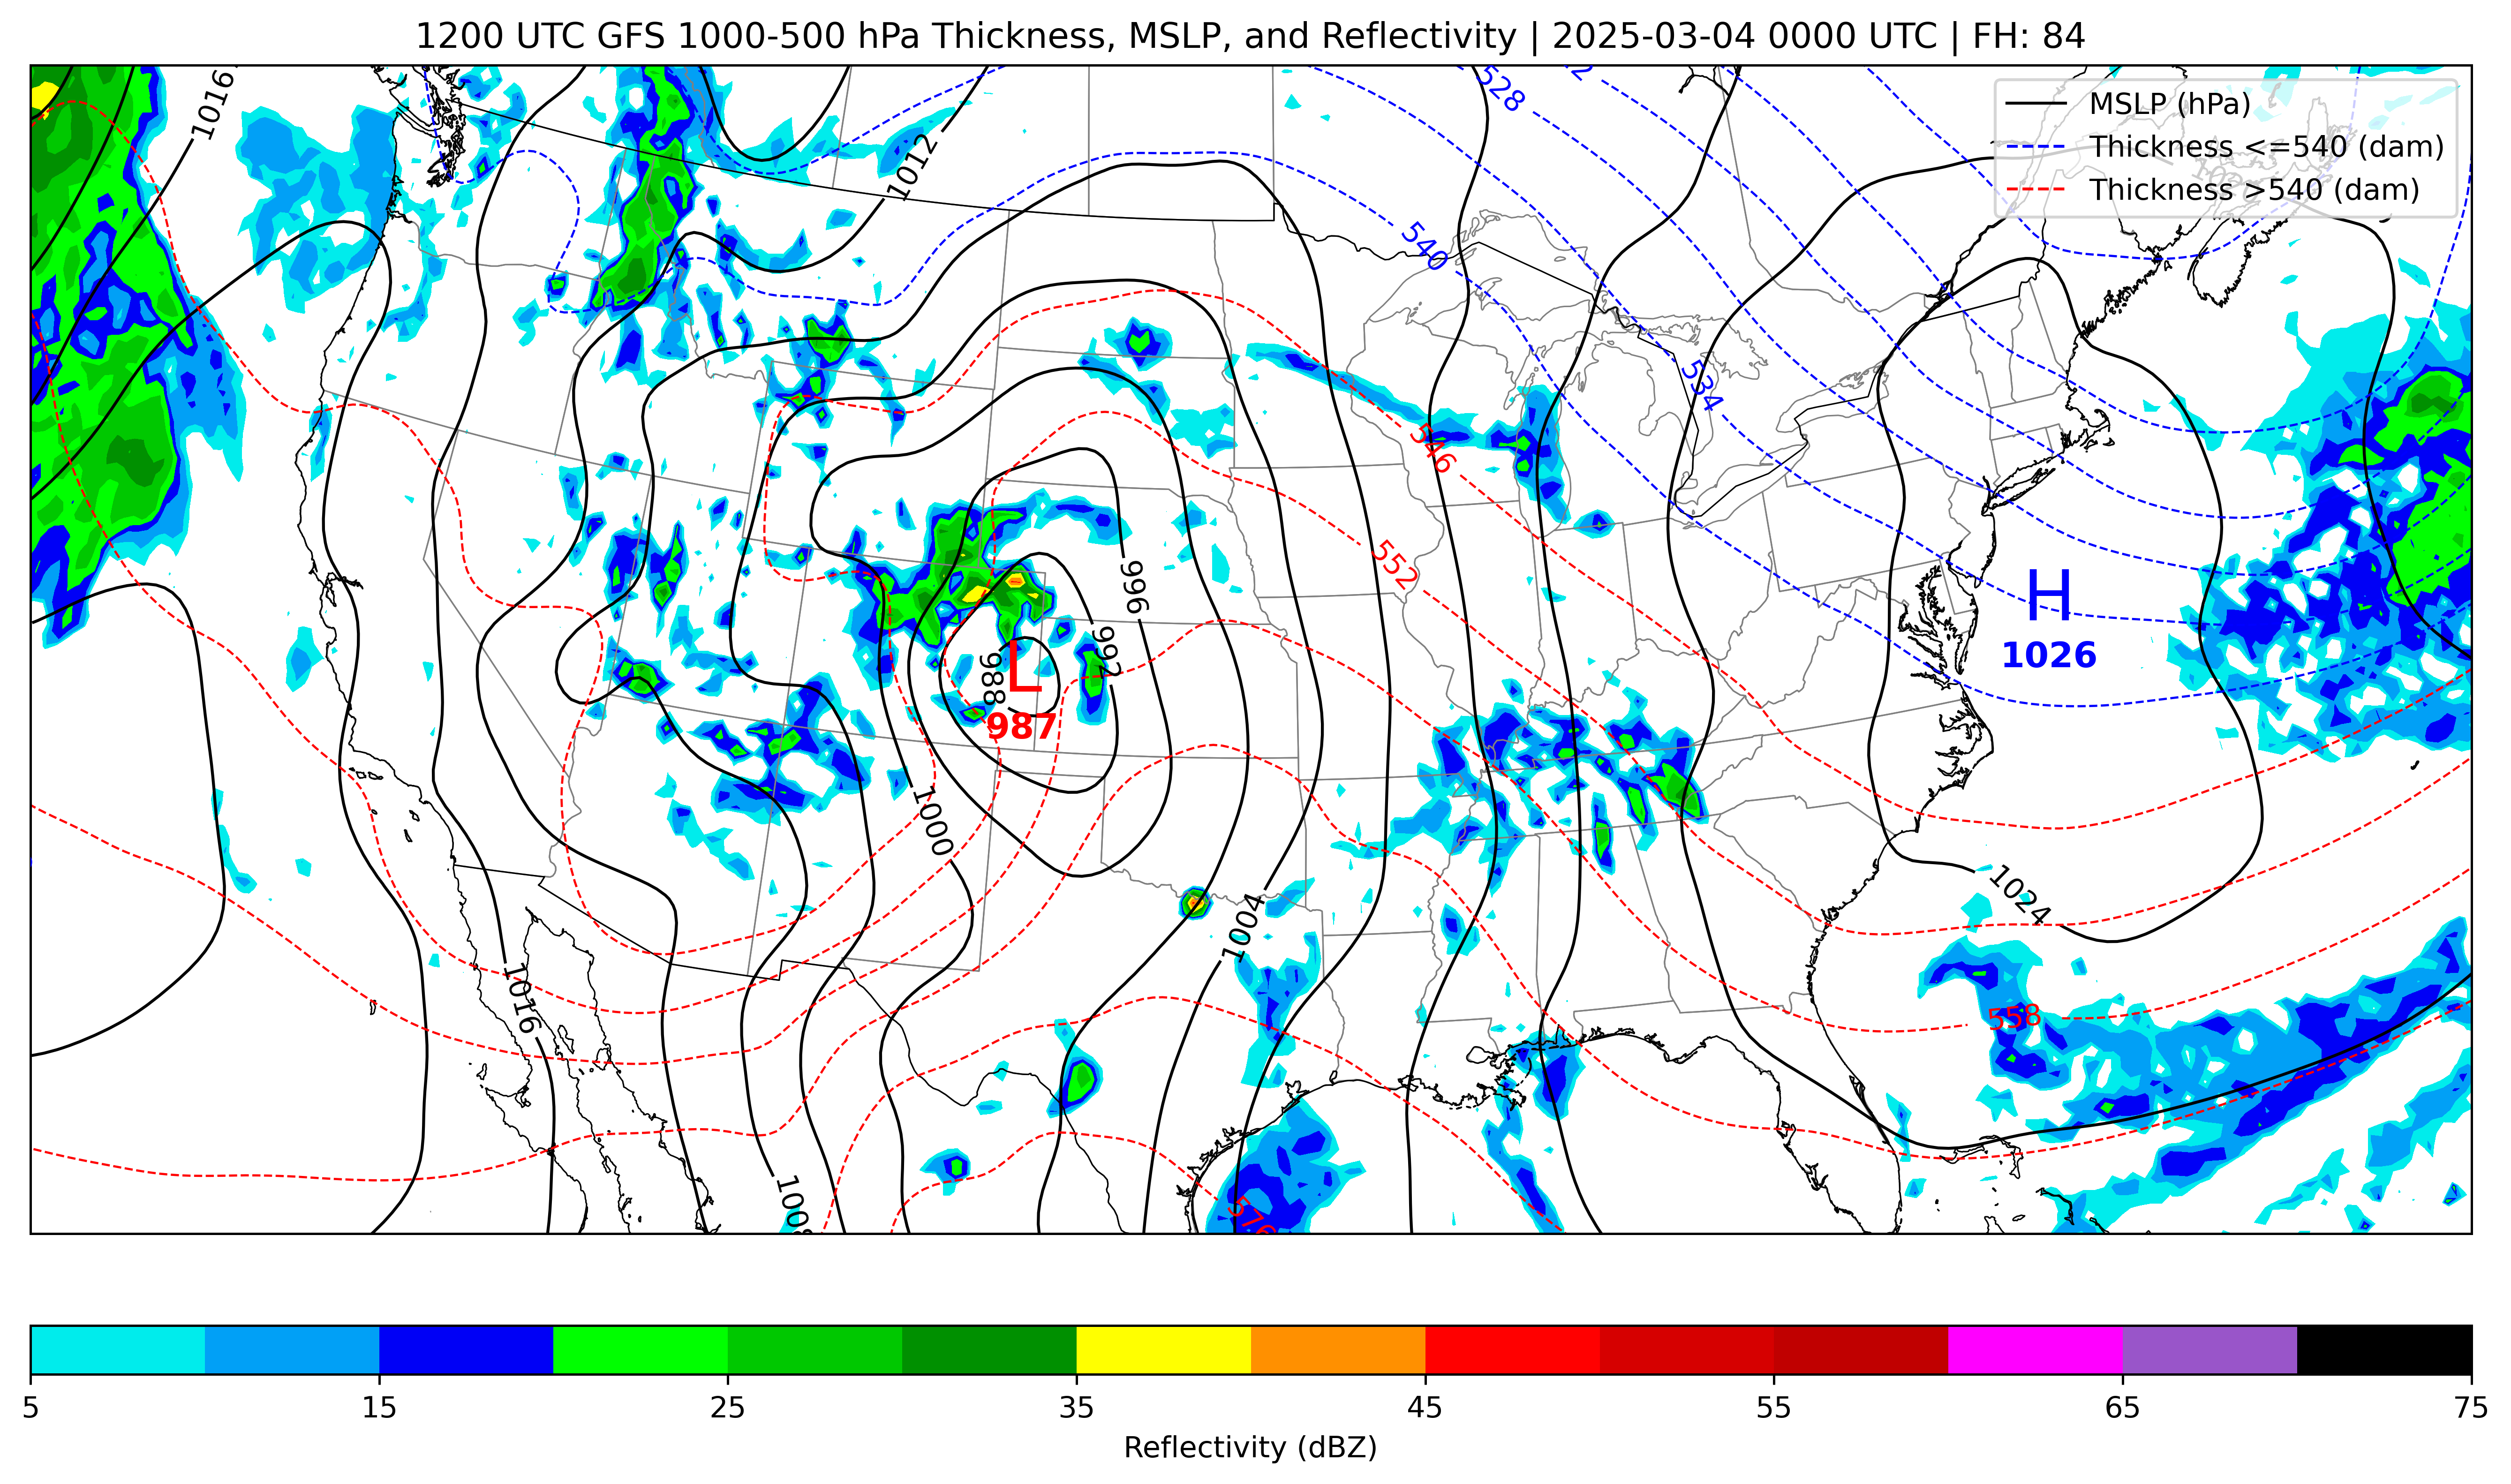 1200 UTC GFS 1000-500 hPa Thickness, MSLP, and Reflectivity | 2025-03-04 0000 UTC | FH: 84
MSLP (hPa)
Thickness <=540 (dam)
Thickness >540 (dam)
1016
1012
528
540
534
546
552
996
992
988
L
987
H
1026
1000
1004
1024
1016
558
1008
576
5 15 25 35 45 55 65 75
Reflectivity (dBZ)